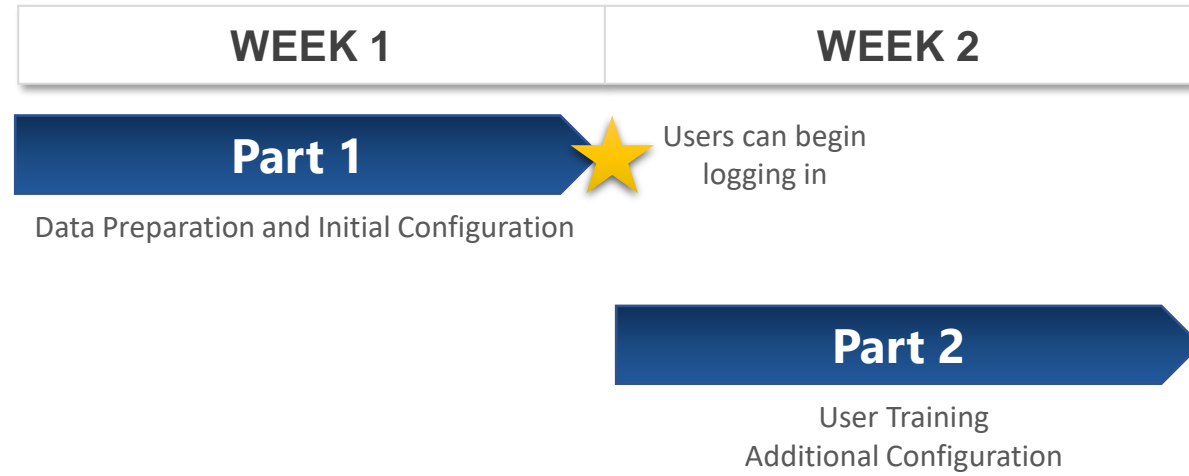 WEEK 1
WEEK 2
Part 1
Users can begin
logging in
Data Preparation and Initial Configuration
Part 2
User Training
Additional Configuration